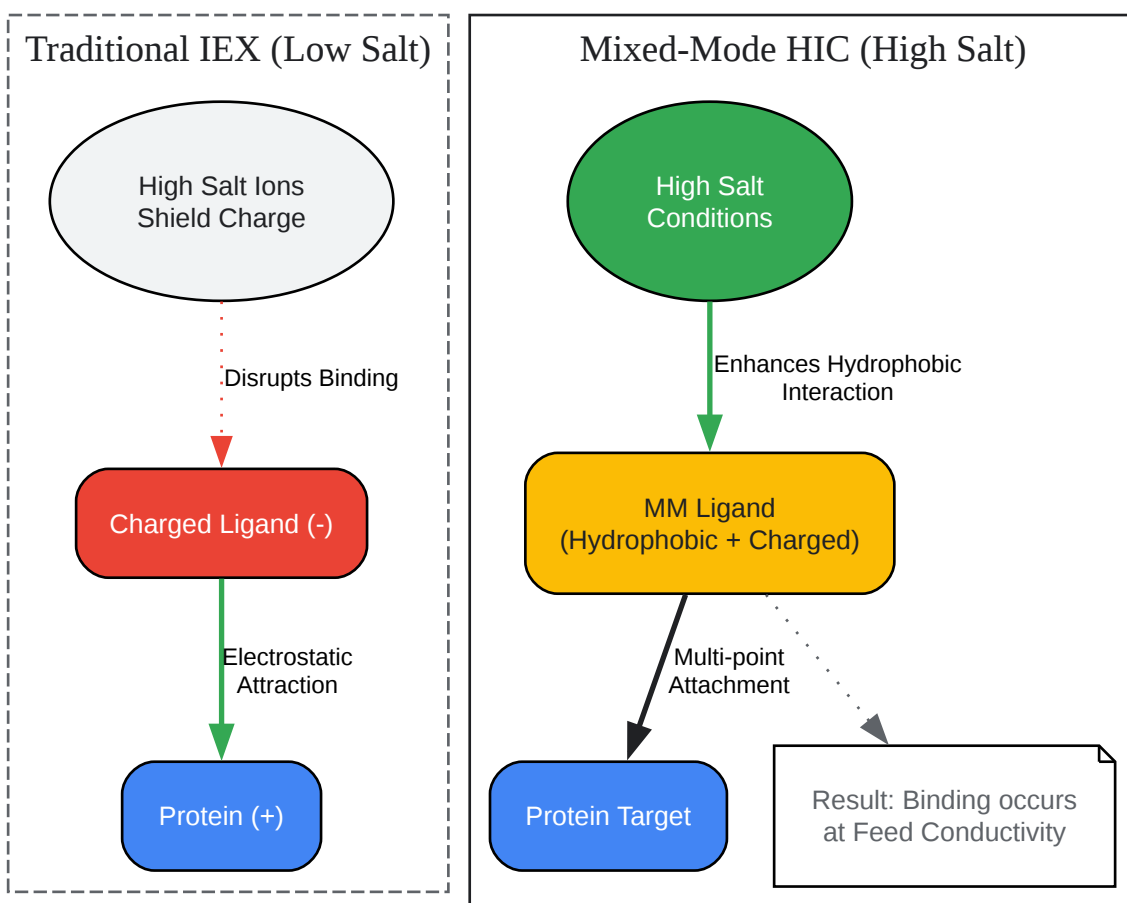 Traditional IEX (Low Salt)
High Salt Ions
Shield Charge
Disrupts Binding
Charged Ligand (-)
Electrostatic
Attraction
Protein (+)
Mixed-Mode HIC (High Salt)
High Salt
Conditions
Enhances Hydrophobic
Interaction
MM Ligand
(Hydrophobic + Charged)
Multi-point
Attachment
Protein Target
Result: Binding occurs
at Feed Conductivity